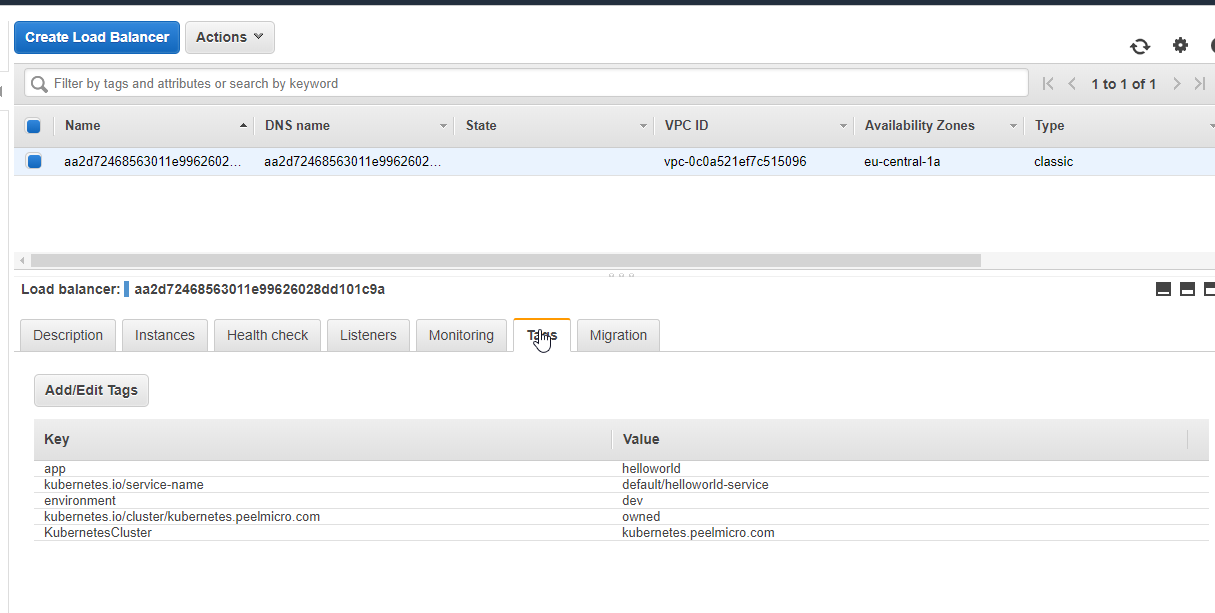 Create Load Balancer Actions
Filter by tags and attributes or search by keyword 1 to 1 of 1
Name DNS name State VPC ID Availability Zones Type
aa2d72468563011e9962602... aa2d72468563011e9962602... vpc-0c0a521ef7c515096 eu-central-1a classic
Load balancer: aa2d72468563011e99626028dd101c9a
Description Instances Health check Listeners Monitoring Tags Migration
Add/Edit Tags
Key Value
app helloworld
kubernetes.io/service-name default/helloworld-service
environment dev
kubernetes.io/cluster/kubernetes.peelmicro.com owned
KubernetesCluster kubernetes.peelmicro.com